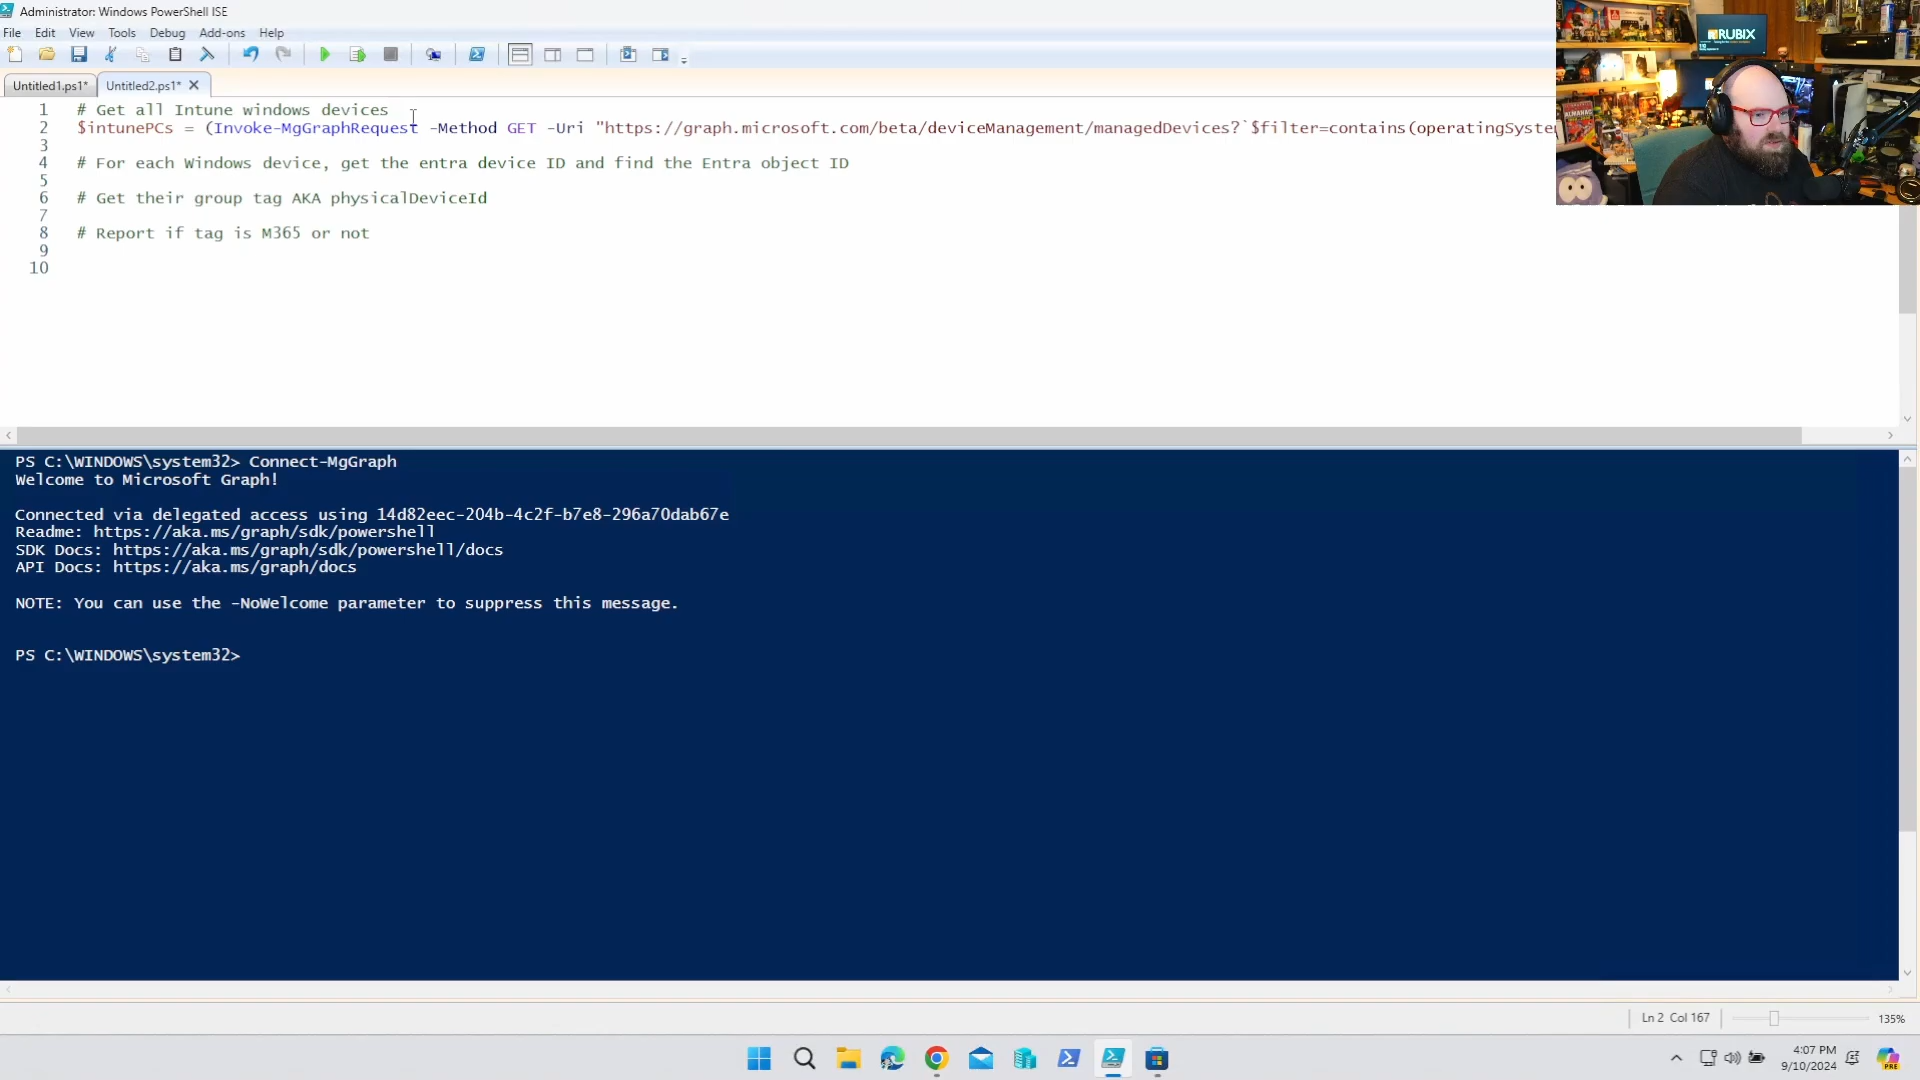 Administrator: Windows PowerShell ISE
File Edit View Tools Debug Add-ons Help
Untitled1.ps1* Untitled2.ps1*
1 # Get all Intune windows devices
2 $intunePCs = (Invoke-MgGraphRequest -Method GET -Uri "https://graph.microsoft.com/beta/deviceManagement/managedDevices?`$filter=contains(operatingSystem
3
4 # For each Windows device, get the entra device ID and find the Entra object ID
5
6 # Get their group tag AKA physicalDeviceId
7
8 # Report if tag is M365 or not
9
10
RUBIX
PS C:\WINDOWS\system32> Connect-MgGraph
Welcome to Microsoft Graph!
Connected via delegated access using 14d82eec-204b-4c2f-b7e8-296a70dab67e
Readme: https://aka.ms/graph/sdk/powershell
SDK Docs: https://aka.ms/graph/sdk/powershell/docs
API Docs: https://aka.ms/graph/docs
NOTE: You can use the -NoWelcome parameter to suppress this message.
PS C:\WINDOWS\system32>
Ln 2 Col 167 135%
4:07 PM
9/10/2024
PRE